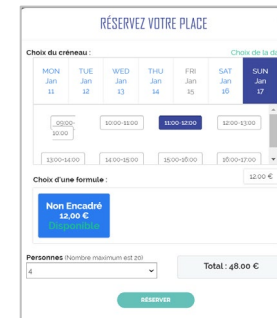 RÉSERVEZ VOTRE PLACE
Choix du créneau : Choix de la da
MON TUE WED THU FRI SAT SUN
Jan Jan Jan Jan Jan Jan Jan
11 12 13 14 15 16 17
09:00-10:00 10:00-11:00 11:00-12:00 12:00-13:00
13:00-14:00 14:00-15:00 15:00-16:00 16:00-17:00
Choix d'une formule : 12.00 €
Non Encadré
12,00 €
Disponible
Personnes (Nombre maximum est 20)
4 Total : 48.00 €
RÉSERVER